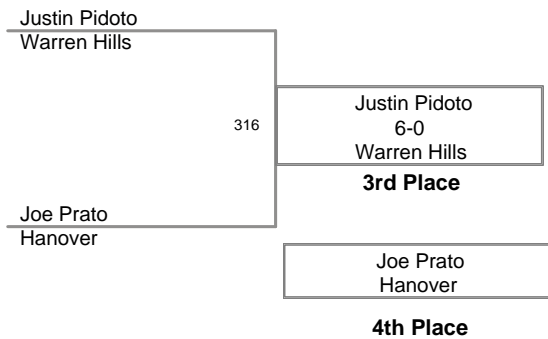 Justin Pidoto
Warren Hills
316
Justin Pidoto
6-0
Warren Hills
3rd Place
Joe Prato
Hanover
Joe Prato
Hanover
4th Place